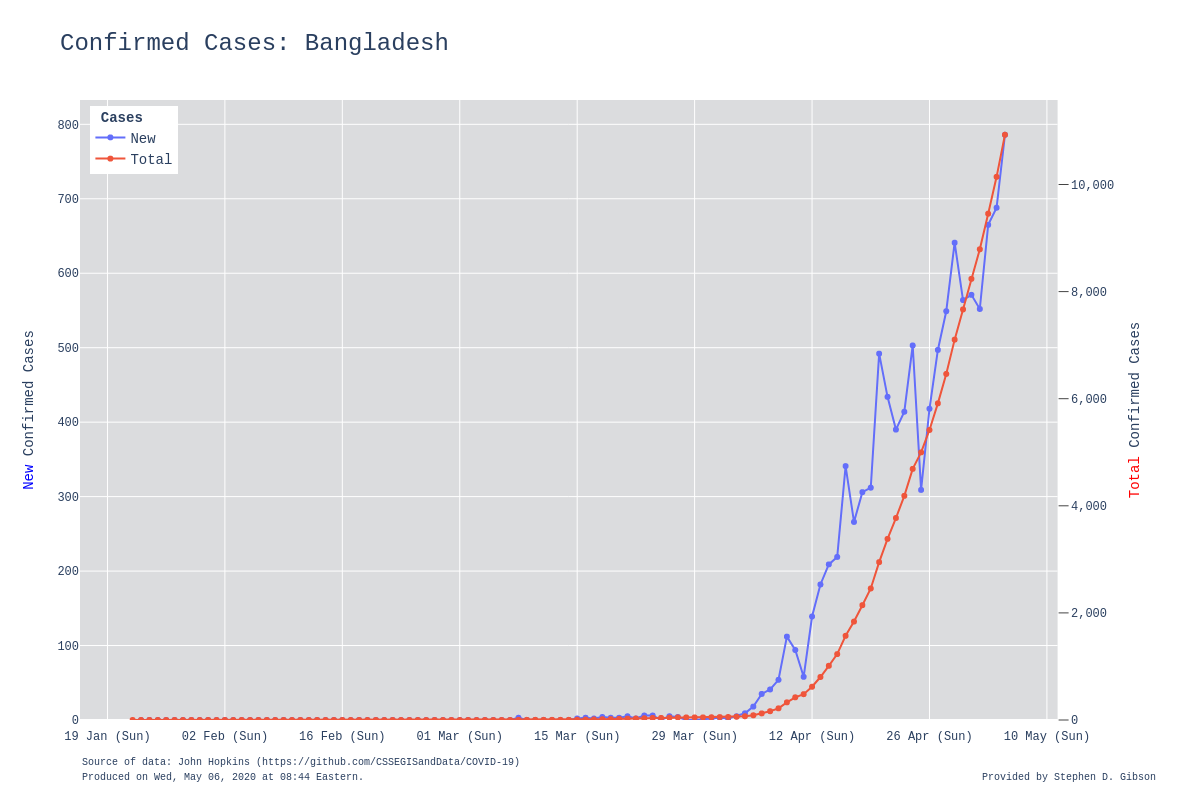 Confirmed Cases: Bangladesh
Cases
New
Total
800
700
600
500
400
300
200
100
0
New Confirmed Cases
10,000
8,000
6,000
4,000
2,000
0
Total Confirmed Cases
19 Jan (Sun) 02 Feb (Sun) 16 Feb (Sun) 01 Mar (Sun) 15 Mar (Sun) 29 Mar (Sun) 12 Apr (Sun) 26 Apr (Sun) 10 May (Sun)
Source of data: John Hopkins (https://github.com/CSSEGISandData/COVID-19)
Produced on Wed, May 06, 2020 at 08:44 Eastern.
Provided by Stephen D. Gibson